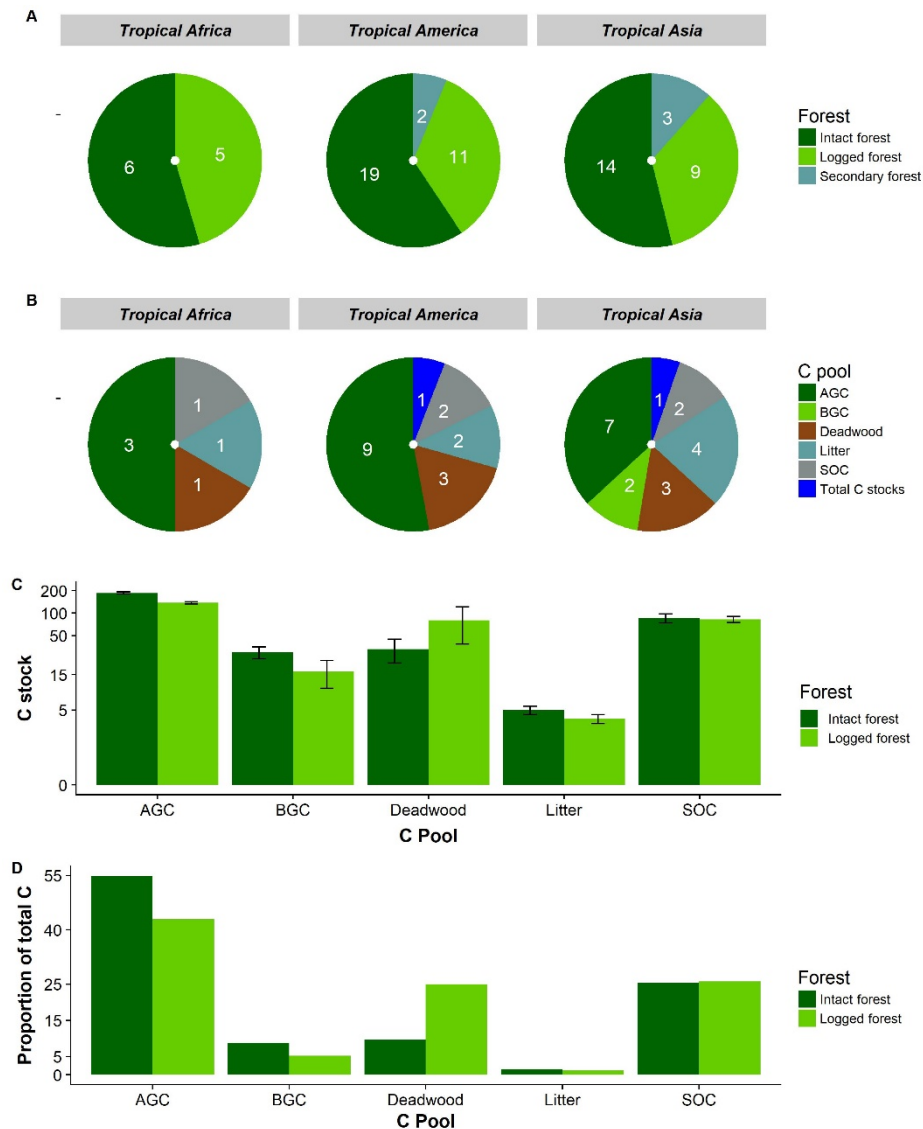 A
Tropical Africa Tropical America Tropical Asia
6 5 19 2 11 14 3 9
-
Forest
Intact forest
Logged forest
Secondary forest
B
Tropical Africa Tropical America Tropical Asia
3 1 1 1 9 1 2 2 3 7 1 2 4 3 2
-
C pool
AGC
BGC
Deadwood
Litter
SOC
Total C stocks
C
C stock
200
100
50
15
5
0
AGC BGC Deadwood Litter SOC
C Pool
Forest
Intact forest
Logged forest
D
Proportion of total C
55
40
25
5
0
AGC BGC Deadwood Litter SOC
C Pool
Forest
Intact forest
Logged forest